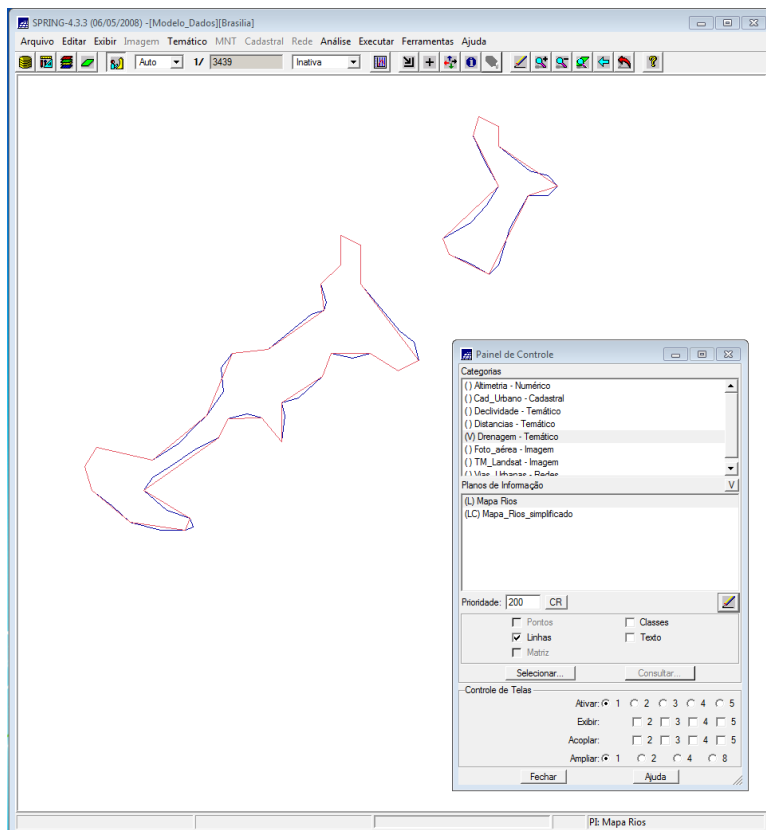 SPRING-4.3.3 (06/05/2008) -[Modelo_Dados][Brasilia]
Arquivo Editar Exibir Imagem Temático MNT Cadastral Rede Análise Executar Ferramentas Ajuda
Auto 1/ 3439 Inativa
Painel de Controle
Categorias
( ) Altimetria - Numérico
( ) Cad_Urbano - Cadastral
( ) Declividade - Temático
( ) Distancias - Temático
(V) Drenagem - Temático
( ) Foto_aérea - Imagem
( ) TM_Landsat - Imagem
( ) Vias_Urbanas - Redes
Planos de Informação V
(L) Mapa Rios
(LC) Mapa_Rios_simplificado
Prioridade: 200 CR
Pontos Classes
Linhas Texto
Matriz
Selecionar... Consultar...
Controle de Telas
Ativar: 1 2 3 4 5
Exibir: 2 3 4 5
Acoplar: 2 3 4 5
Ampliar: 1 2 4 8
Fechar Ajuda
PI: Mapa Rios